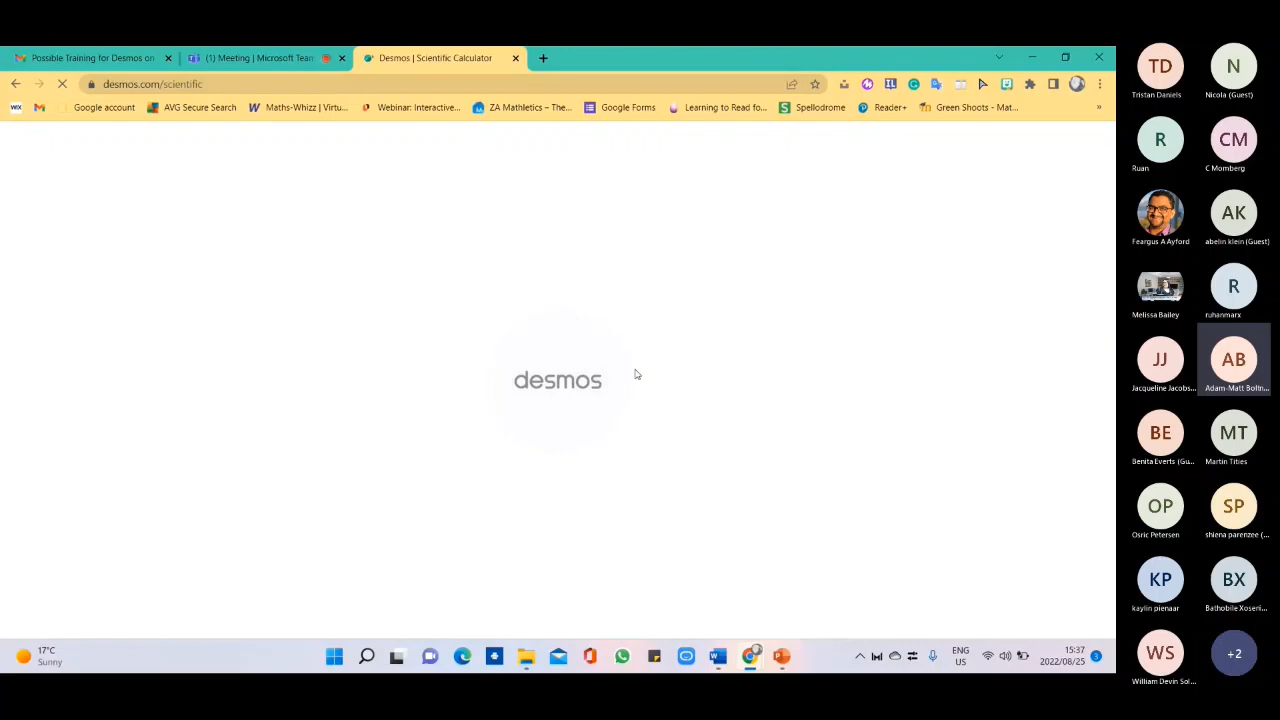 Possible Training for Desmos on
(1) Meeting | Microsoft Team
Desmos | Scientific Calculator
desmos.com/scientific
WIX
Google account
AVG Secure Search
Maths-Whizz | Virtu...
Webinar: Interactive...
ZA Mathletics – The...
Google Forms
Learning to Read fo...
Spellodrome
Reader+
Green Shoots - Mat...
»
desmos
17°C
Sunny
ENG
US
15:37
2022/08/25
3
TD
Tristan Daniels
N
Nicola (Guest)
R
Ruan
CM
C Momberg
Feargus A Ayford
AK
abelin klein (Guest)
Melissa Bailey
R
ruhanmarx
JJ
Jacqueline Jacobs...
AB
Adam-Matt Boltn...
BE
Benita Everts (Gu...
MT
Martin Tities
OP
Osric Petersen
SP
shiena parenzee (...
KP
kaylin pienaar
BX
Bathobile Xoseri...
WS
William Devin Sol...
+2